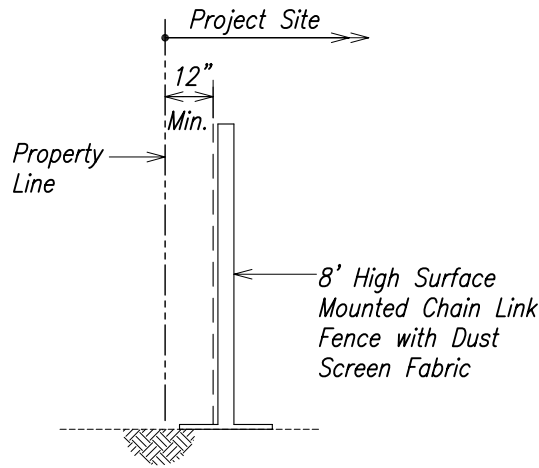 Project Site
12”
Min.
Property
Line
8’ High Surface
Mounted Chain Link
Fence with Dust
Screen Fabric